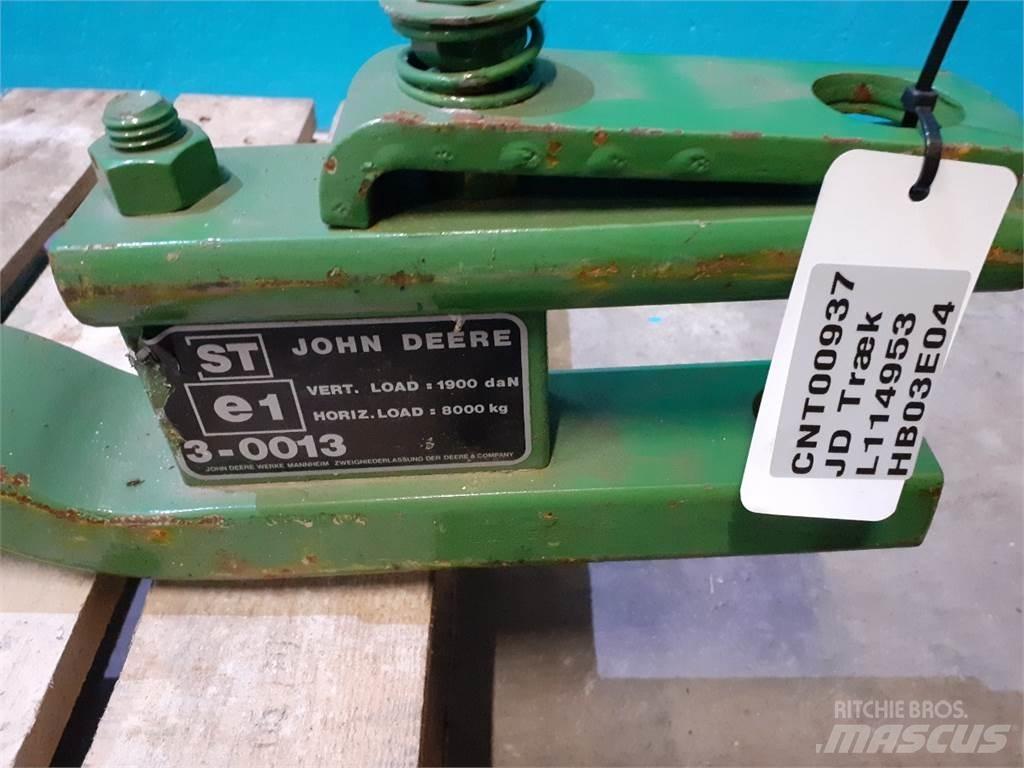 ST JOHN DEERE
e1 VERT. LOAD : 1900 daN
HORIZ. LOAD : 8000 kg
3-0013
JOHN DEERE WERKE MANNHEIM ZWEIGNIEDERLASSUNG DER DEERE & COMPANY
CNT00937
JD Træk
L114953
HB03E04
RITCHIE BROS.
MASCUS